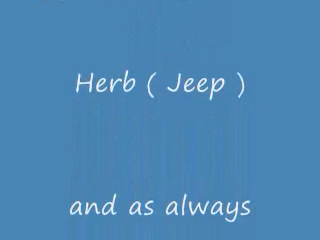 Herb ( Jeep )
and as always